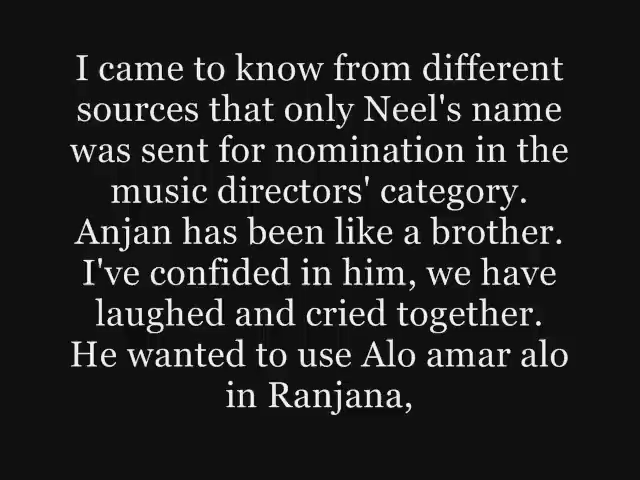 I came to know from different
sources that only Neel's name
was sent for nomination in the
music directors' category.
Anjan has been like a brother.
I've confided in him, we have
laughed and cried together.
He wanted to use Alo amar alo
in Ranjana,